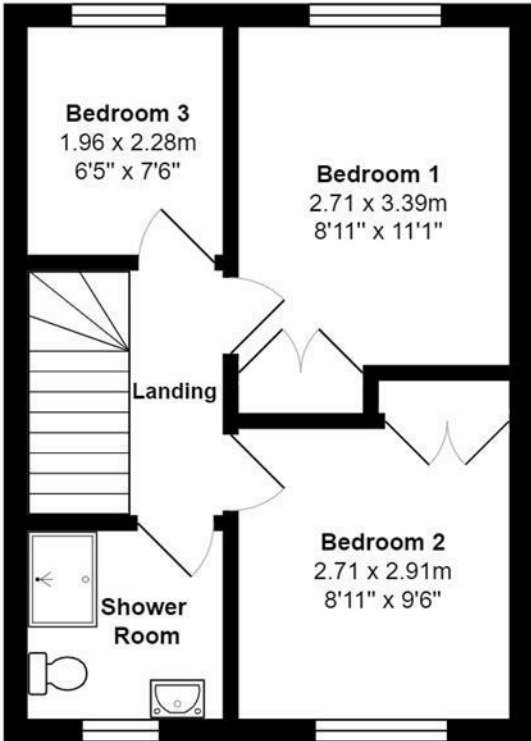 Bedroom 3
1.96 x 2.28m
6'5" x 7'6"
Bedroom 1
2.71 x 3.39m
8'11" x 11'1"
Landing
Bedroom 2
2.71 x 2.91m
8'11" x 9'6"
Shower
Room